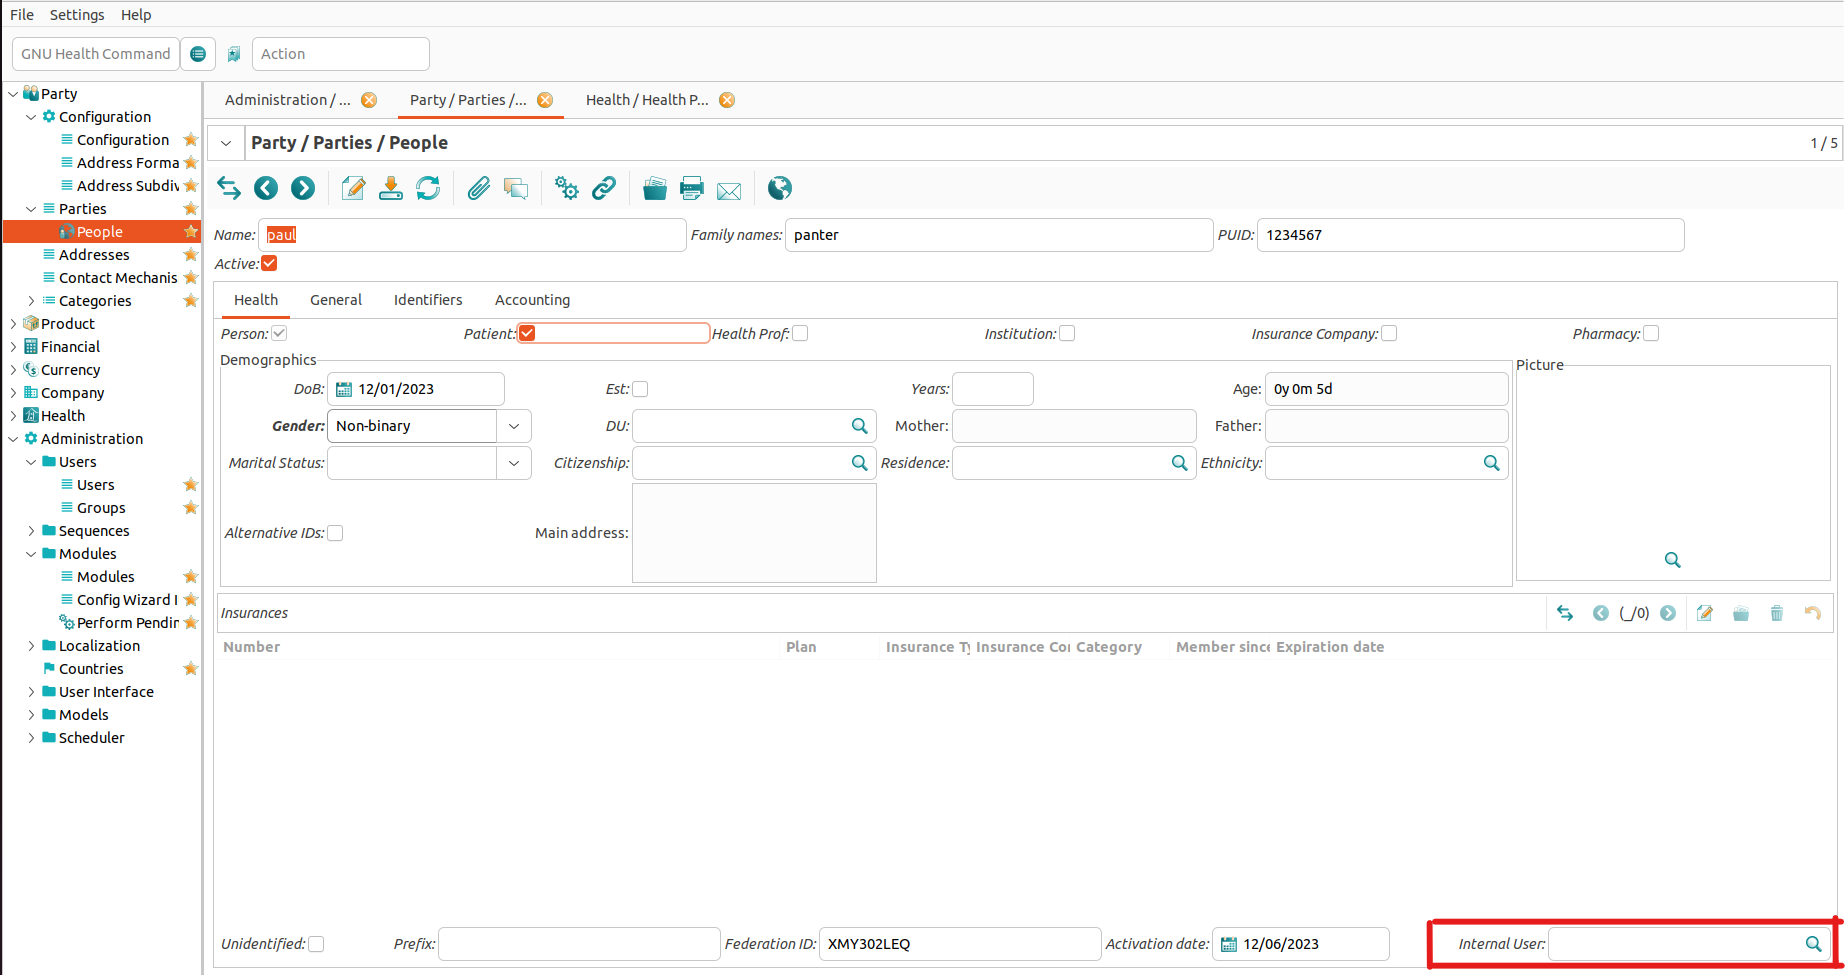 File Settings Help
GNU Health Command Action
Party
Configuration
Configuration
Address Forma
Address Subdiv
Parties
People
Addresses
Contact Mechanis
Categories
Product
Financial
Currency
Company
Health
Administration
Users
Users
Groups
Sequences
Modules
Modules
Config Wizard I
Perform Pendin
Localization
Countries
User Interface
Models
Scheduler
Administration / ... Party / Parties /... Health / Health P...
Party / Parties / People 1 / 5
Name: paul Family names: panter PUID: 1234567
Active:
Health General Identifiers Accounting
Person: Patient: Health Prof: Institution: Insurance Company: Pharmacy:
Demographics Picture
DoB: 12/01/2023 Est: Years: Age: 0y 0m 5d
Gender: Non-binary DU: Mother: Father:
Marital Status: Citizenship: Residence: Ethnicity:
Alternative IDs: Main address:
Insurances (_/0)
Number Plan Insurance Ty Insurance Cor Category Member since Expiration date
Unidentified: Prefix: Federation ID: XMY302LEQ Activation date: 12/06/2023 Internal User: